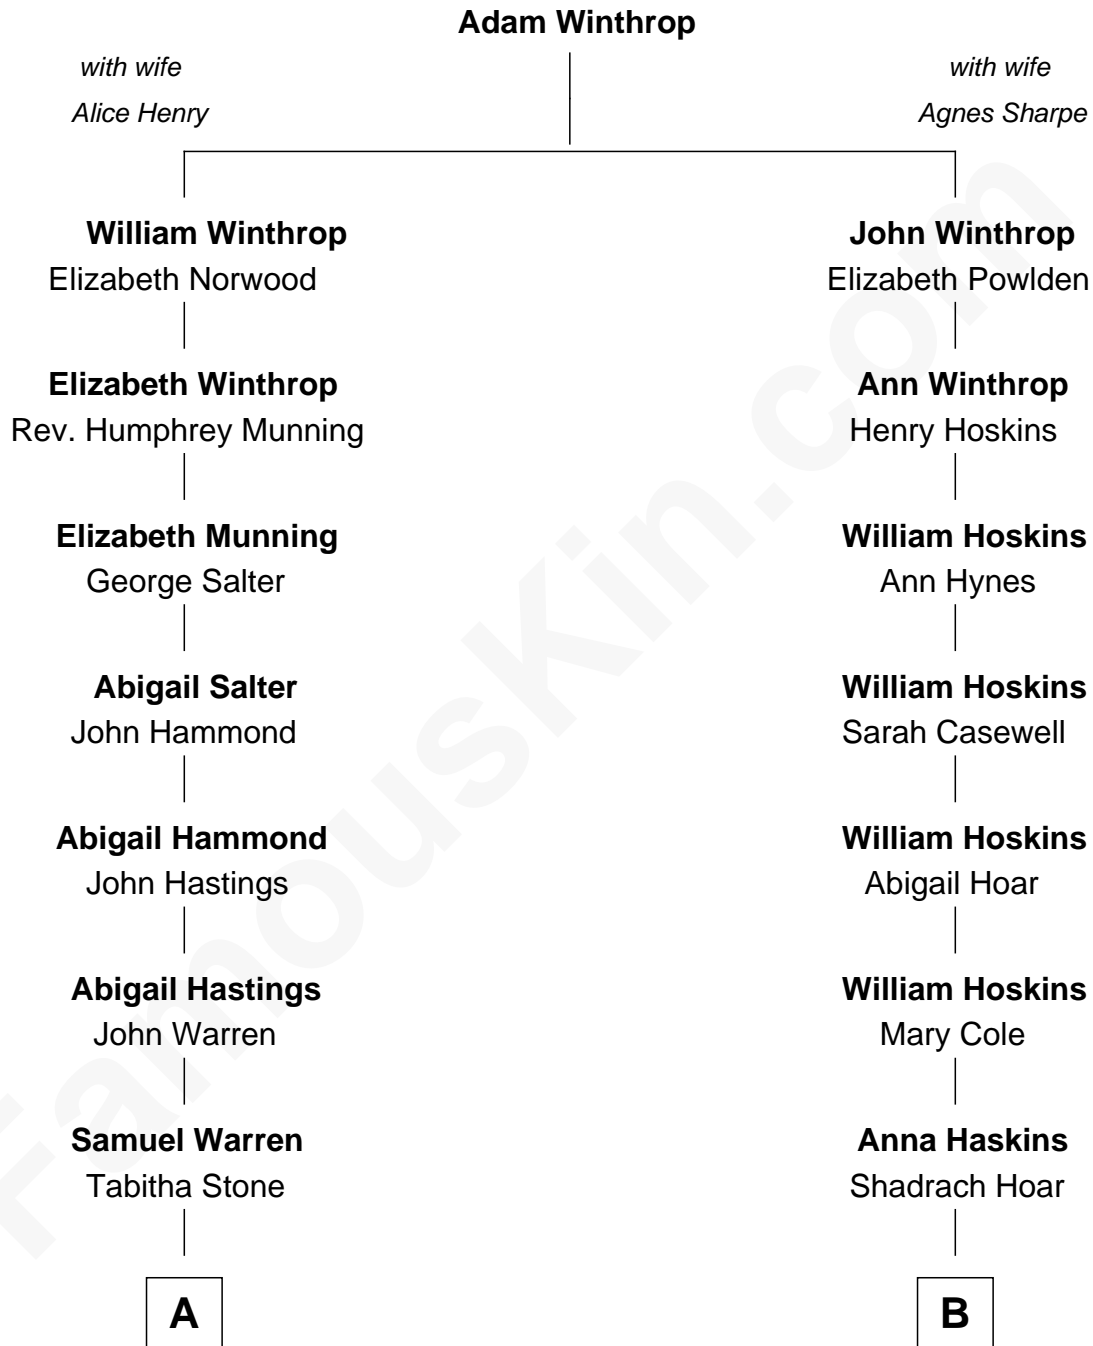 Adam Winthrop
with wife
Alice Henry
with wife
Agnes Sharpe
William Winthrop
Elizabeth Norwood
John Winthrop
Elizabeth Powlden
Elizabeth Winthrop
Rev. Humphrey Munning
Ann Winthrop
Henry Hoskins
Elizabeth Munning
George Salter
William Hoskins
Ann Hynes
Abigail Salter
John Hammond
William Hoskins
Sarah Casewell
Abigail Hammond
John Hastings
William Hoskins
Abigail Hoar
Abigail Hastings
John Warren
William Hoskins
Mary Cole
Samuel Warren
Tabitha Stone
Anna Haskins
Shadrach Hoar
A
B
FamousKin.com